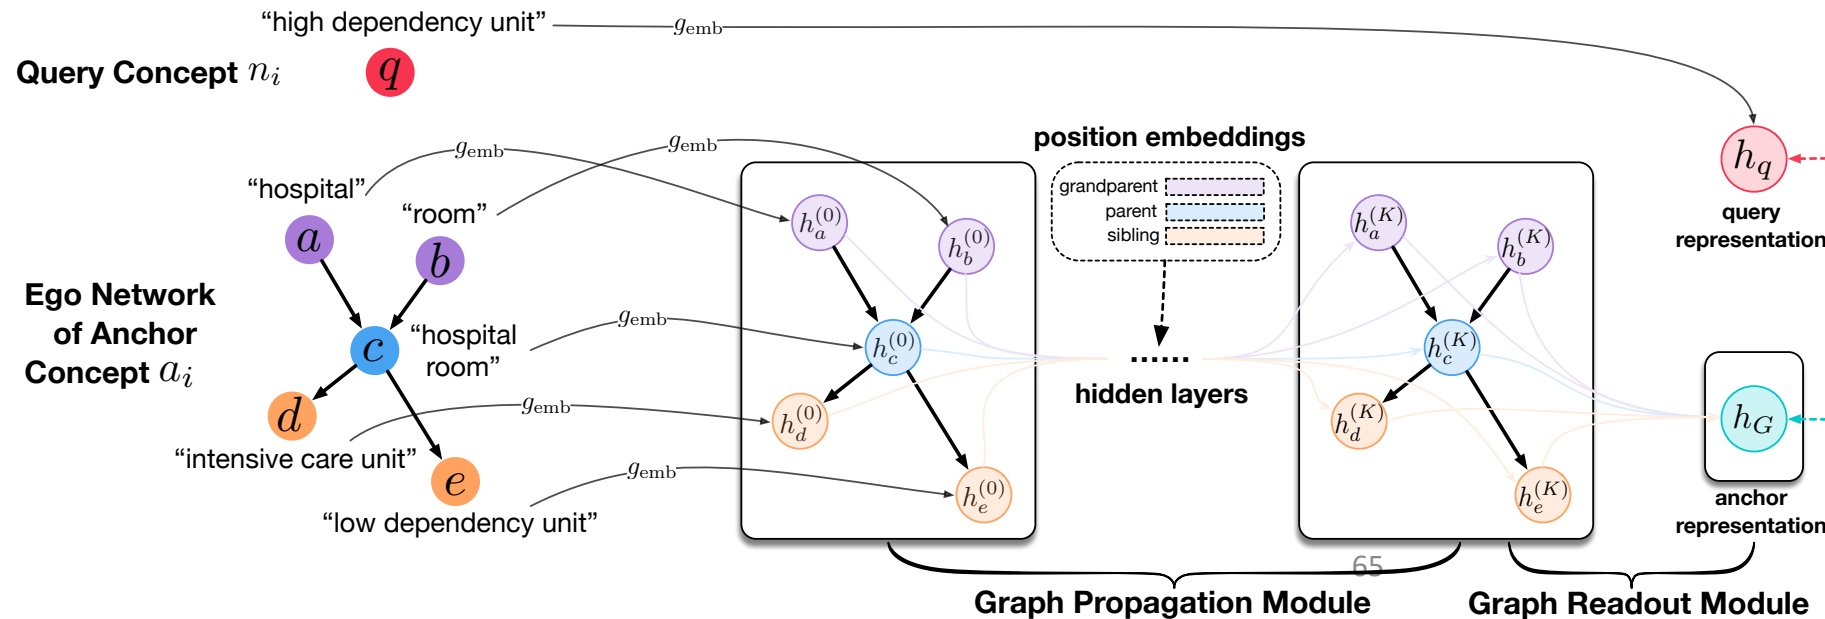 “high dependency unit”
g_emb
Query Concept n_i
q
h_q
query
representation
position embeddings
grandparent
parent
sibling
g_emb
g_emb
“hospital”
“room”
a
b
Ego Network
of Anchor
Concept a_i
c
“hospital
room”
g_emb
d
g_emb
“intensive care unit”
e
g_emb
“low dependency unit”
h_a^(0)
h_b^(0)
h_c^(0)
h_d^(0)
h_e^(0)
......
hidden layers
h_a^(K)
h_b^(K)
h_c^(K)
h_d^(K)
h_e^(K)
h_G
anchor
representation
65
Graph Propagation Module
Graph Readout Module